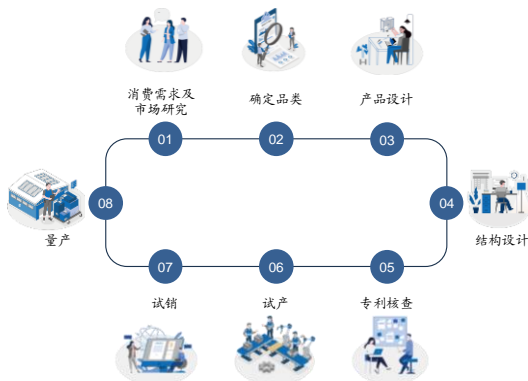 消费需求及
市场研究
确定品类
产品设计
01
02
03
08
04
量产
结构设计
07
06
05
试销
试产
专利核查